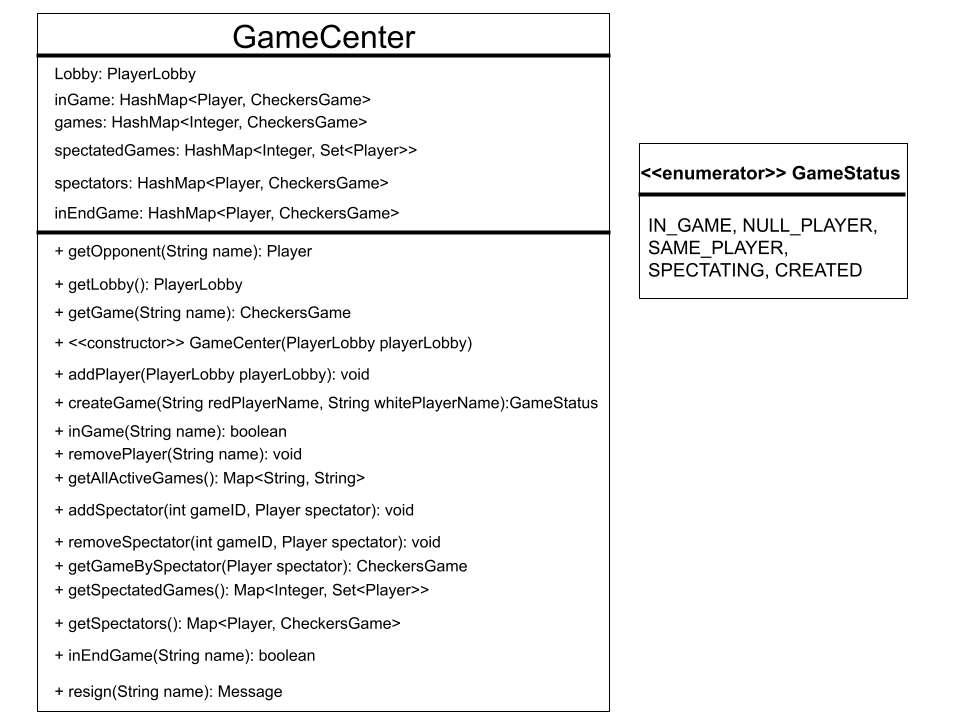 GameCenter
Lobby: PlayerLobby
inGame: HashMap<Player, CheckersGame>
games: HashMap<Integer, CheckersGame>
spectatedGames: HashMap<Integer, Set<Player>>
spectators: HashMap<Player, CheckersGame>
inEndGame: HashMap<Player, CheckersGame>
+ getOpponent(String name): Player
+ getLobby(): PlayerLobby
+ getGame(String name): CheckersGame
+ <<constructor>> GameCenter(PlayerLobby playerLobby)
+ addPlayer(PlayerLobby playerLobby): void
+ createGame(String redPlayerName, String whitePlayerName):GameStatus
+ inGame(String name): boolean
+ removePlayer(String name): void
+ getAllActiveGames(): Map<String, String>
+ addSpectator(int gameID, Player spectator): void
+ removeSpectator(int gameID, Player spectator): void
+ getGameBySpectator(Player spectator): CheckersGame
+ getSpectatedGames(): Map<Integer, Set<Player>>
+ getSpectators(): Map<Player, CheckersGame>
+ inEndGame(String name): boolean
+ resign(String name): Message
<<enumerator>> GameStatus
IN_GAME, NULL_PLAYER,
SAME_PLAYER,
SPECTATING, CREATED